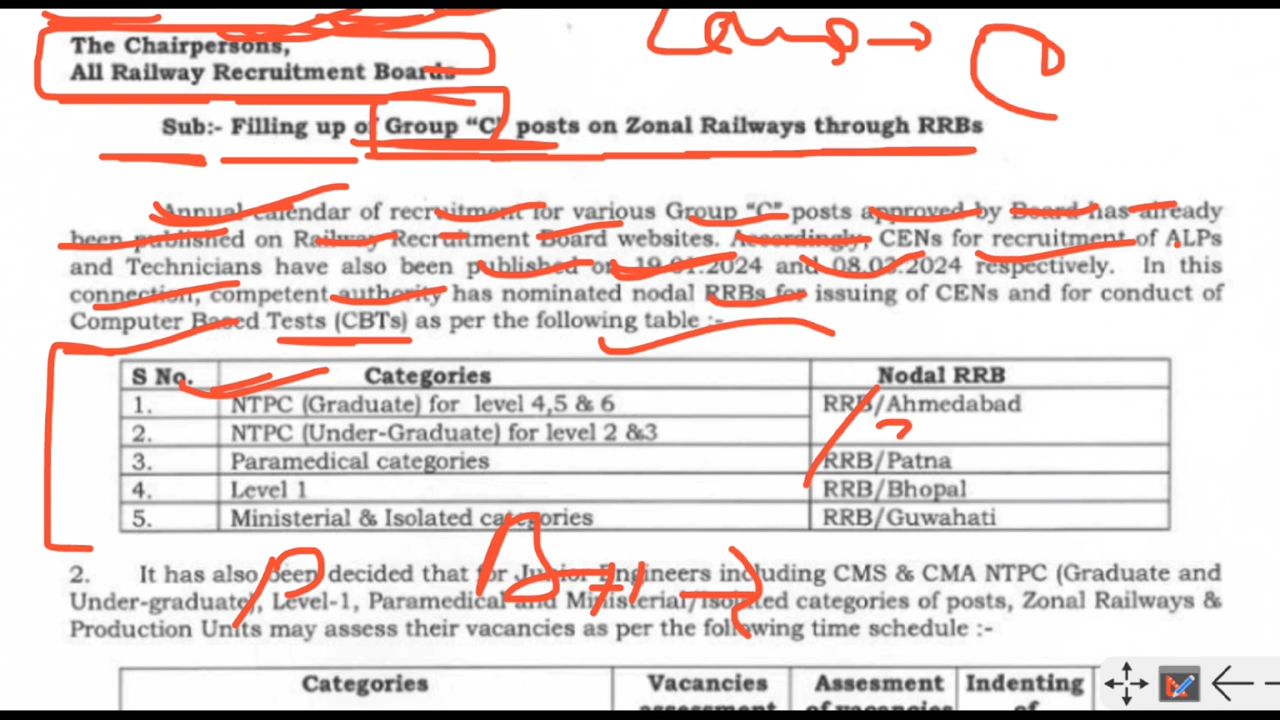 The Chairpersons,
All Railway Recruitment Boards
Sub:- Filling up of Group “C” posts on Zonal Railways through RRBs
Annual calendar of recruitment for various Group “C” posts approved by Board has already
been published on Railway Recruitment Board websites. Accordingly, CENs for recruitment of ALPs
and Technicians have also been published on 19.01.2024 and 08.03.2024 respectively. In this
connection, competent authority has nominated nodal RRBs for issuing of CENs and for conduct of
Computer Based Tests (CBTs) as per the following table :-
S No. Categories Nodal RRB
1. NTPC (Graduate) for level 4,5 & 6 RRB/Ahmedabad
2. NTPC (Under-Graduate) for level 2 &3
3. Paramedical categories RRB/Patna
4. Level 1 RRB/Bhopal
5. Ministerial & Isolated categories RRB/Guwahati
2. It has also been decided that for Junior Engineers including CMS & CMA NTPC (Graduate and
Under-graduate), Level-1, Paramedical and Ministerial/Isolated categories of posts, Zonal Railways &
Production Units may assess their vacancies as per the following time schedule :-
Categories Vacancies Assesment Indenting
assessment of vacancies of